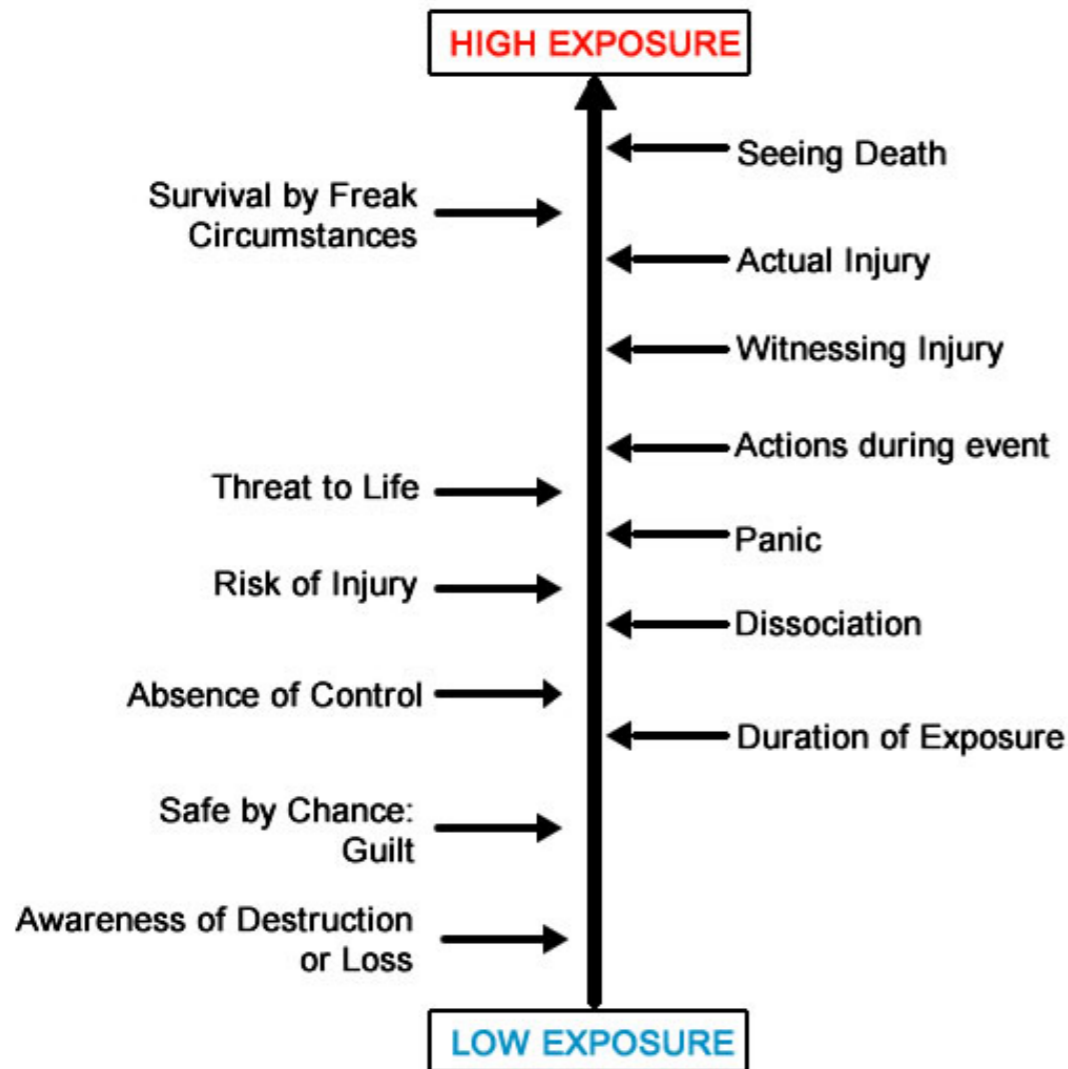 HIGH EXPOSURE
Seeing Death
Survival by Freak
Circumstances
Actual Injury
Witnessing Injury
Actions during event
Threat to Life
Panic
Risk of Injury
Dissociation
Absence of Control
Duration of Exposure
Safe by Chance:
Guilt
Awareness of Destruction
or Loss
LOW EXPOSURE